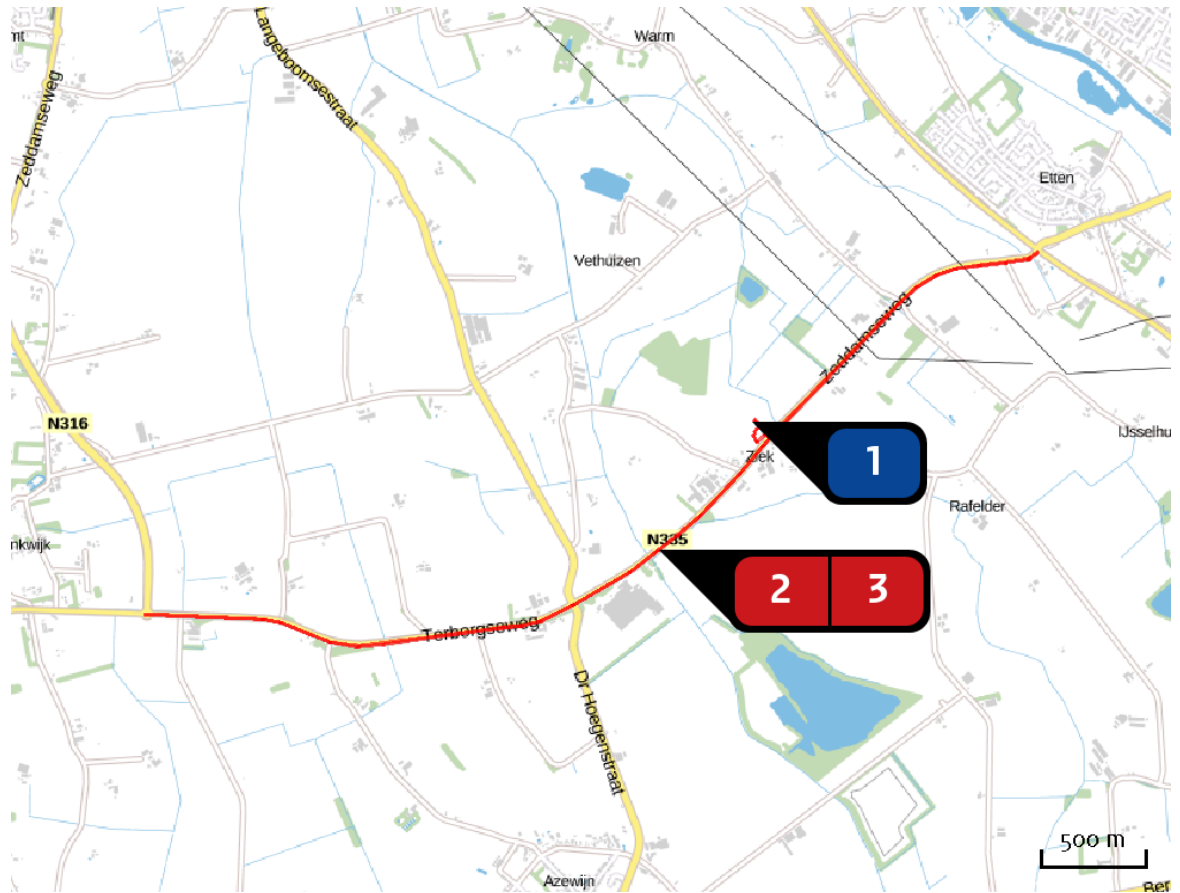 Warm
Langeboomsestraat
Zeddamseweg
Etten
Vethuizen
Zeddamseweg
N316
1
IJsselhu
Ziek
Rafelder
N335
nkwijk
2 3
Terborgseweg
Dr Hoegenstraat
500 m
Azewijn